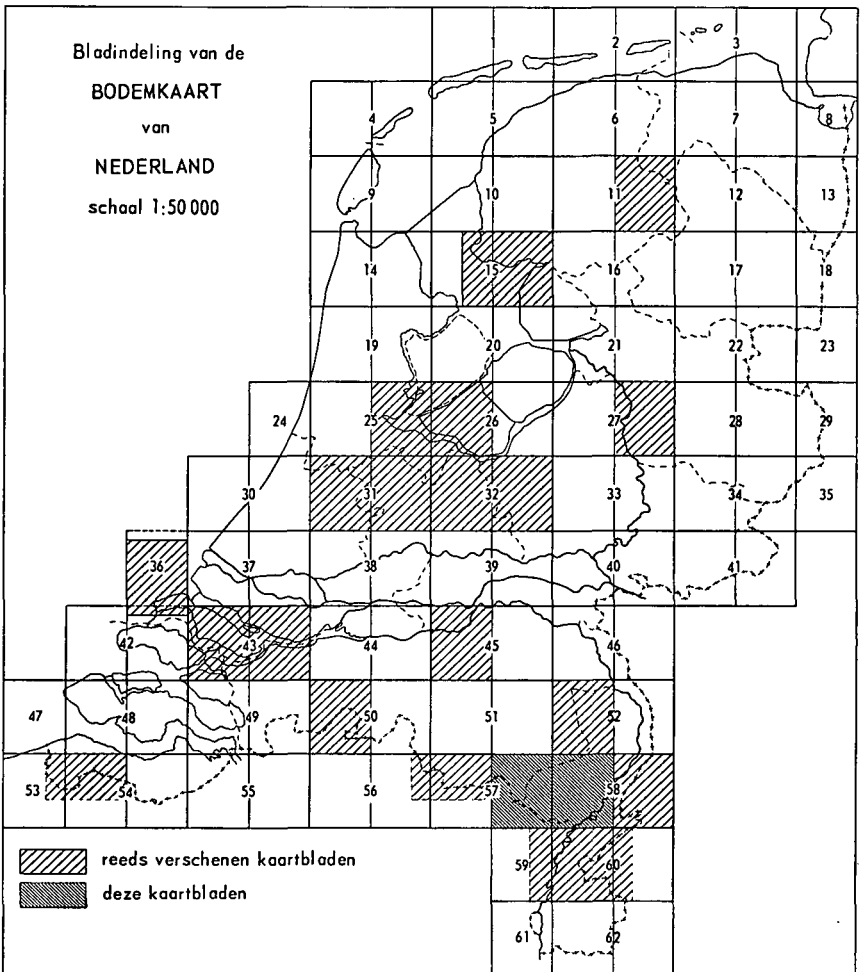 Bladindeling van de
BODEMKAART
van
NEDERLAND
schaal 1:50 000
1 2 3
4 5 6 7 8
9 10 11 12 13
14 15 16 17 18
19 20 21 22 23
24 25 26 27 28 29
30 31 32 33 34 35
36 37 38 39 40 41
42 43 44 45 46
47 48 49 50 51 52
53 54 55 56 57 58
reeds verschenen kaartbladen
59 60
deze kaartbladen
61 62